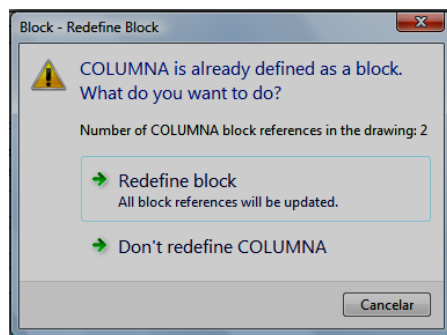 Block - Redefine Block
COLUMNA is already defined as a block.
What do you want to do?
Number of COLUMNA block references in the drawing: 2
Redefine block
All block references will be updated.
Don't redefine COLUMNA
Cancelar